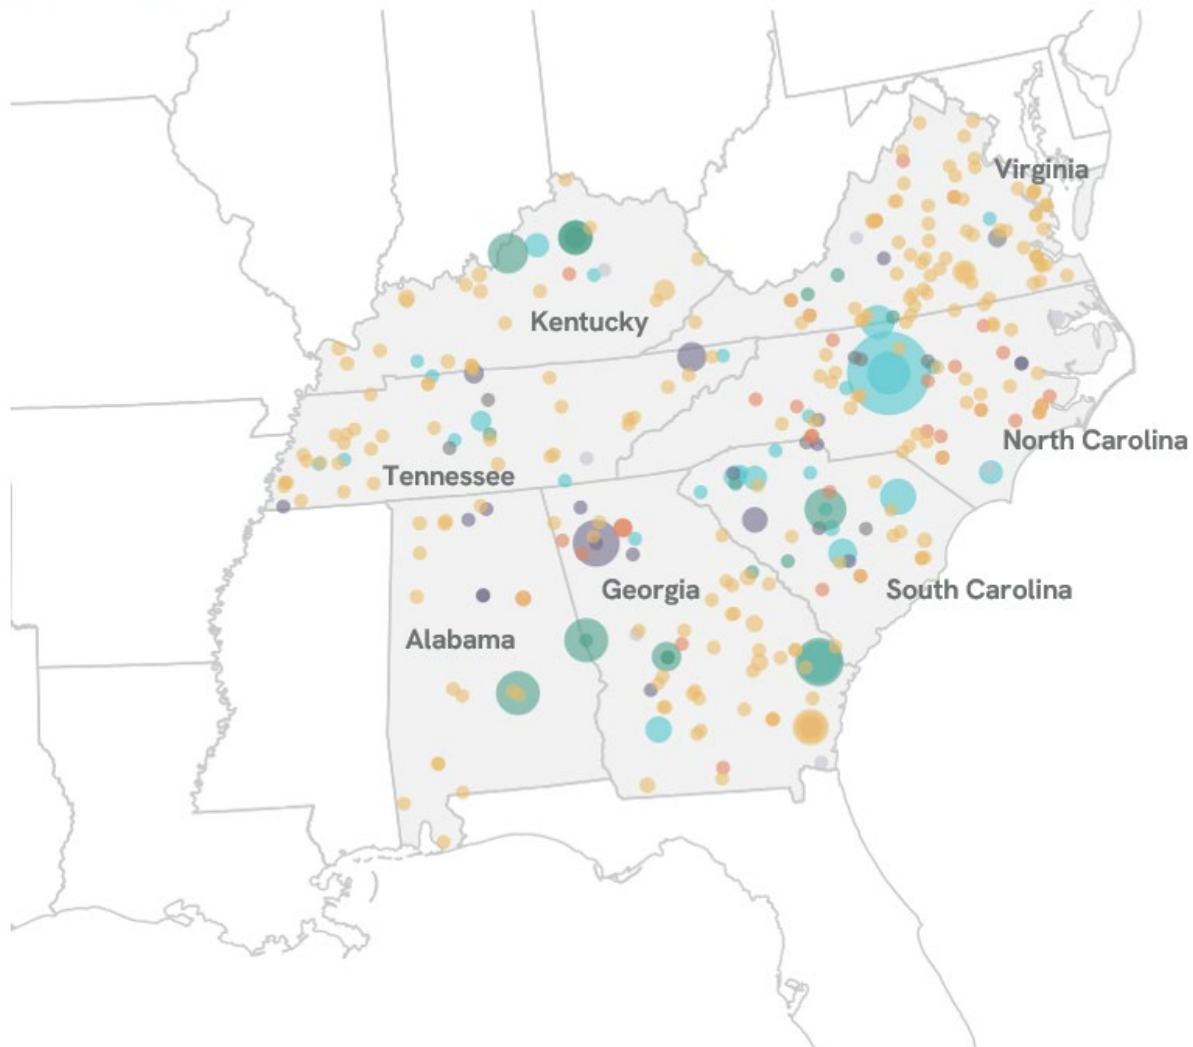 Virginia
Kentucky
North Carolina
Tennessee
Georgia
South Carolina
Alabama